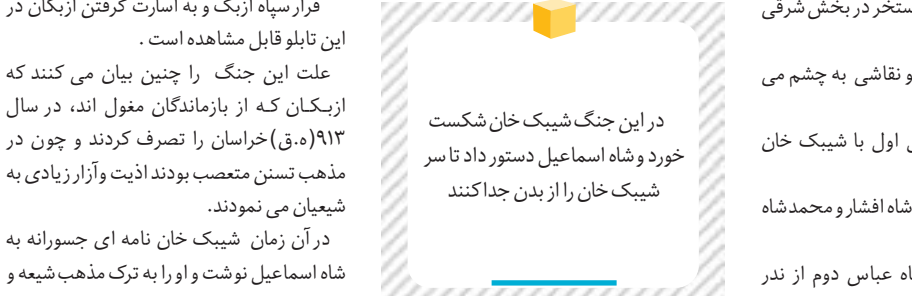 ستخر در بخش شرقی
و نقاشی به چشم می
اول با شیبک خان
شاه افشار و محمدشاه
اه عباس دوم از ندر
در این جنگ شیبک خان شکست
خورد و شاه اسماعیل دستور داد تا سر
شیبک خان را از بدن جدا کنند
فرار سپاه ازبک و به اسارت گرفتن ازبکان در
این تابلو قابل مشاهده است .
علت این جنگ را چنین بیان می کنند که
ازبکان که از بازماندگان مغول اند، در سال
۹۱۳(ه.ق)خراسان را تصرف کردند و چون در
مذهب تسنن متعصب بودند اذیت وآزار زیادی به
شیعیان می نمودند.
در آن زمان شیبک خان نامه ای جسورانه به
شاه اسماعیل نوشت و او را به ترک مذهب شیعه و